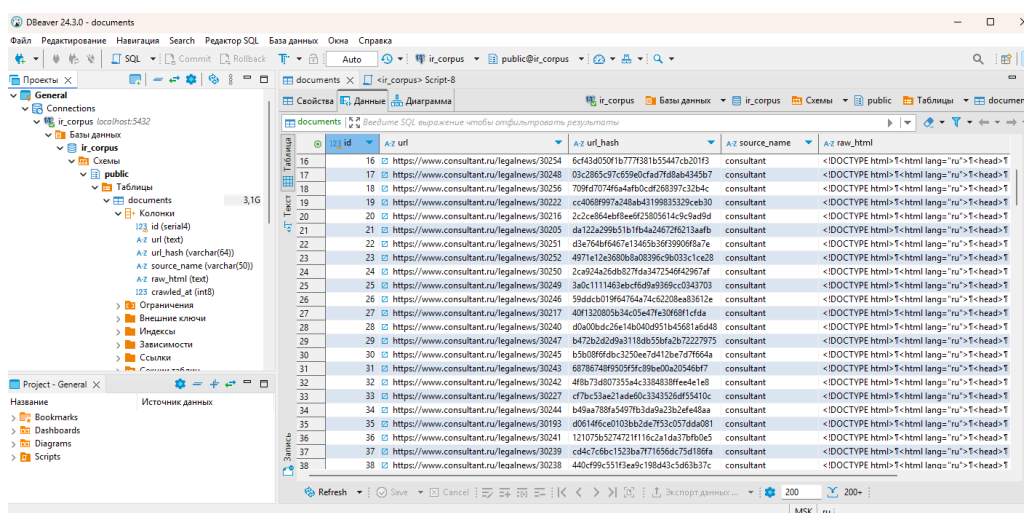 DBeaver 24.3.0 - documents
Файл Редактирование Навигация Search Редактор SQL База данных Окна Справка
SQL Commit Rollback Auto ir_corpus public@ir_corpus
Проекты
documents <ir_corpus> Script-8
General
Connections
ir_corpus localhost:5432
Базы данных
ir_corpus
Схемы
public
Таблицы
documents 3,1G
Колонки
id (serial4)
url (text)
url_hash (varchar(64))
source_name (varchar(50))
raw_html (text)
crawled_at (int8)
Ограничения
Внешние ключи
Индексы
Зависимости
Ссылки
Project - General
Название Источник данных
Bookmarks
Dashboards
Diagrams
Scripts
Свойства Данные Диаграмма ir_corpus Базы данных ir_corpus Схемы public Таблицы documen
documents Введите SQL выражение чтобы отфильтровать результаты
Таблица
Текст
Запись
123 id A-Z url A-Z url_hash A-Z source_name A-Z raw_html
16 16 https://www.consultant.ru/legalnews/30254 6cf43d050f1b777f381b55447cb201f3 consultant <!DOCTYPE html>¶<html lang="ru">¶<head>¶
17 17 https://www.consultant.ru/legalnews/30248 03c2865c97c659e0cfad7fd8ab4345b7 consultant <!DOCTYPE html>¶<html lang="ru">¶<head>¶
18 18 https://www.consultant.ru/legalnews/30256 709fd7074f6a4afb0cdf268397c32b4c consultant <!DOCTYPE html>¶<html lang="ru">¶<head>¶
19 19 https://www.consultant.ru/legalnews/30222 cc4068f997a248ab43199835329ceb30 consultant <!DOCTYPE html>¶<html lang="ru">¶<head>¶
20 20 https://www.consultant.ru/legalnews/30216 2c2ce864ebf8ee6f25805614c9c9ad9d consultant <!DOCTYPE html>¶<html lang="ru">¶<head>¶
21 21 https://www.consultant.ru/legalnews/30205 da122a299b51b1fb4a24672f6213aafb consultant <!DOCTYPE html>¶<html lang="ru">¶<head>¶
22 22 https://www.consultant.ru/legalnews/30251 d3e764bf6467e13465b36f39906f8a7e consultant <!DOCTYPE html>¶<html lang="ru">¶<head>¶
23 23 https://www.consultant.ru/legalnews/30252 4971e12e3680b8a08396c9b033c1ce28 consultant <!DOCTYPE html>¶<html lang="ru">¶<head>¶
24 24 https://www.consultant.ru/legalnews/30250 2ca924a26db827fda3472546f42967af consultant <!DOCTYPE html>¶<html lang="ru">¶<head>¶
25 25 https://www.consultant.ru/legalnews/30249 3a0c1111463ebcf6d9a9369cc0343703 consultant <!DOCTYPE html>¶<html lang="ru">¶<head>¶
26 26 https://www.consultant.ru/legalnews/30246 59ddcb019f64764a74c62208ea83612e consultant <!DOCTYPE html>¶<html lang="ru">¶<head>¶
27 27 https://www.consultant.ru/legalnews/30217 40f1320805b34c05e47fe30f68f1cfda consultant <!DOCTYPE html>¶<html lang="ru">¶<head>¶
28 28 https://www.consultant.ru/legalnews/30240 d0a00bdc26e14b040d951b45681a6d48 consultant <!DOCTYPE html>¶<html lang="ru">¶<head>¶
29 29 https://www.consultant.ru/legalnews/30247 b472b2d2d9a3118db55bfa2b72227975 consultant <!DOCTYPE html>¶<html lang="ru">¶<head>¶
30 30 https://www.consultant.ru/legalnews/30245 b5b08f6fdbc3250ee7d412be7d7f664a consultant <!DOCTYPE html>¶<html lang="ru">¶<head>¶
31 31 https://www.consultant.ru/legalnews/30243 68786748f9505f5fc89be00a20546bf7 consultant <!DOCTYPE html>¶<html lang="ru">¶<head>¶
32 32 https://www.consultant.ru/legalnews/30242 4f8b73d807355a4c3384838ffee4e1e8 consultant <!DOCTYPE html>¶<html lang="ru">¶<head>¶
33 33 https://www.consultant.ru/legalnews/30227 cf7bc53ae21ade60c3343526df55410c consultant <!DOCTYPE html>¶<html lang="ru">¶<head>¶
34 34 https://www.consultant.ru/legalnews/30244 b49aa788fa5497fb3da9a23b2efe48aa consultant <!DOCTYPE html>¶<html lang="ru">¶<head>¶
35 35 https://www.consultant.ru/legalnews/30193 d0614f6ce0103bb2de7f53c057dda081 consultant <!DOCTYPE html>¶<html lang="ru">¶<head>¶
36 36 https://www.consultant.ru/legalnews/30241 121075b5274721f116c2a1da37bfb0e5 consultant <!DOCTYPE html>¶<html lang="ru">¶<head>¶
37 37 https://www.consultant.ru/legalnews/30239 cd4c7c6bc1523ba7f71656dc75d186fa consultant <!DOCTYPE html>¶<html lang="ru">¶<head>¶
38 38 https://www.consultant.ru/legalnews/30238 440cf99c551f3ea9c198d43c5d63b37c consultant <!DOCTYPE html>¶<html lang="ru">¶<head>¶
Refresh Save Cancel Экспорт данных ... 200 200+
MSK ru